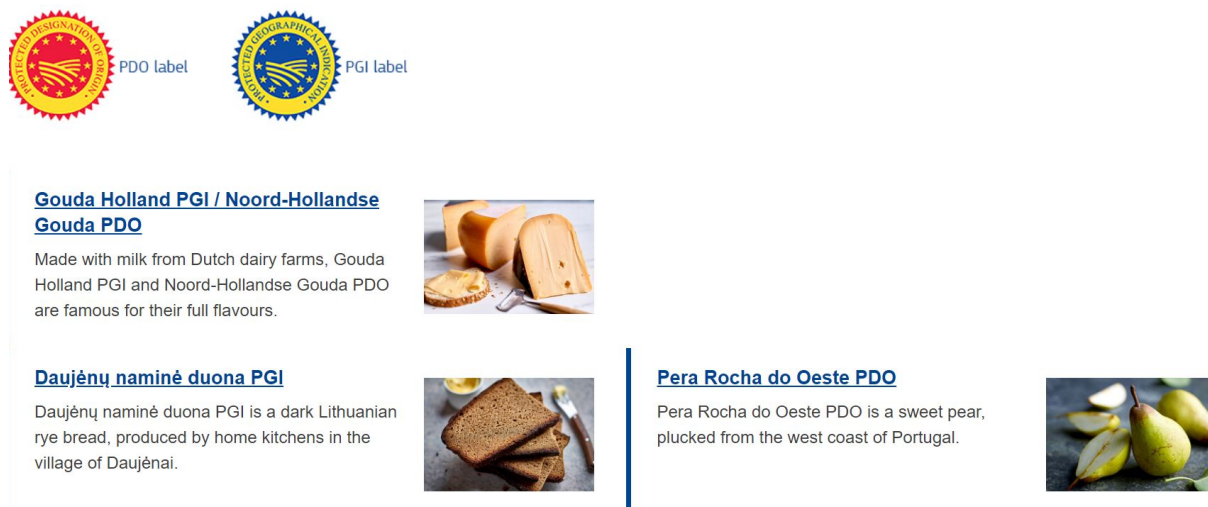 PROTECTED DESIGNATION OF ORIGIN
PDO label
PROTECTED GEOGRAPHICAL INDICATION
PGI label
Gouda Holland PGI / Noord-Hollandse
Gouda PDO
Made with milk from Dutch dairy farms, Gouda
Holland PGI and Noord-Hollandse Gouda PDO
are famous for their full flavours.
Daujėnų naminė duona PGI
Daujėnų naminė duona PGI is a dark Lithuanian
rye bread, produced by home kitchens in the
village of Daujėnai.
Pera Rocha do Oeste PDO
Pera Rocha do Oeste PDO is a sweet pear,
plucked from the west coast of Portugal.